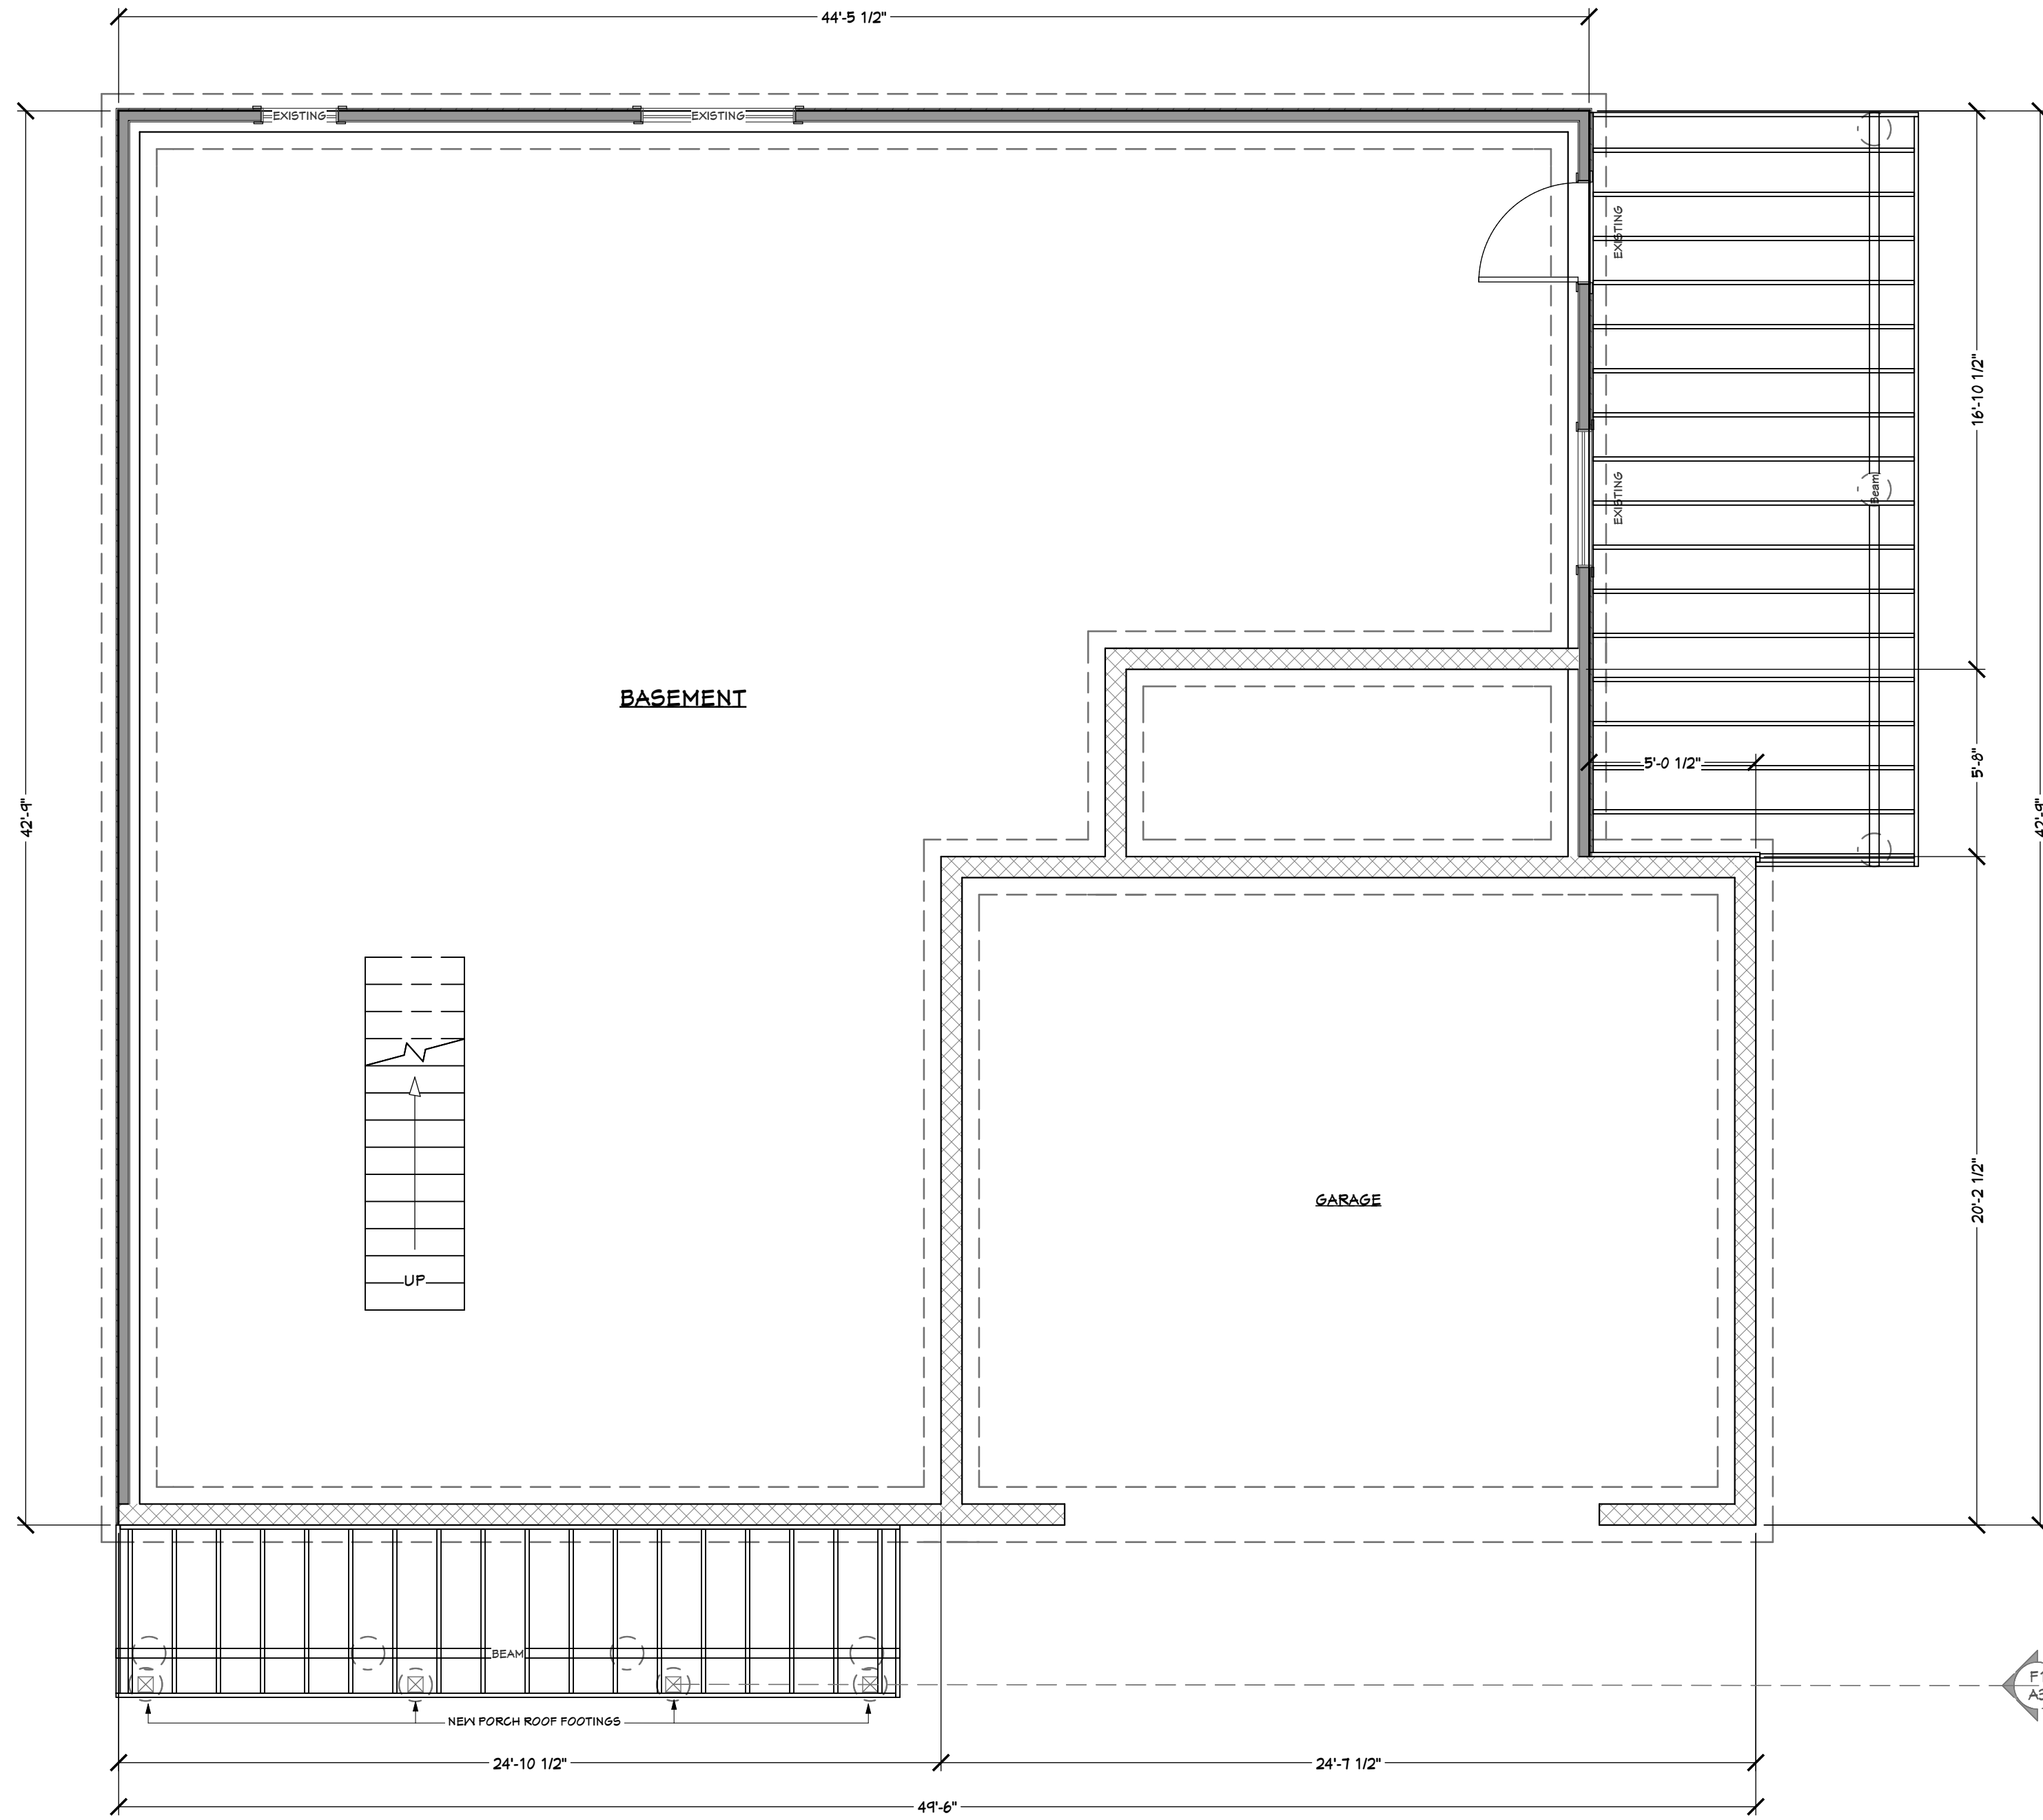 44'-5 1/2"
EXISTING
EXISTING
EXISTING
16'-10 1/2"
EXISTING
Beam
BASEMENT
5'-0 1/2"
5'-8"
42'-9"
42'-9"
GARAGE
20'-2 1/2"
UP
BEAM
NEW PORCH ROOF FOOTINGS
24'-10 1/2"
24'-7 1/2"
49'-6"